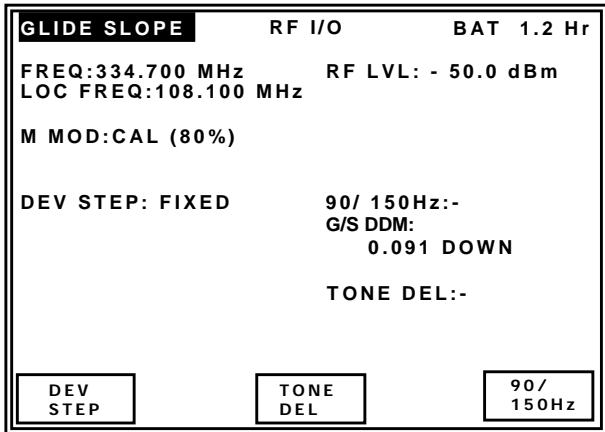 GLIDE SLOPE RF I/O BAT 1.2 Hr
FREQ:334.700 MHz RF LVL: - 50.0 dBm
LOC FREQ:108.100 MHz
M MOD:CAL (80%)
DEV STEP: FIXED 90/ 150Hz:-
G/S DDM:
0.091 DOWN
TONE DEL:-
DEV
STEP
TONE
DEL
90/
150Hz